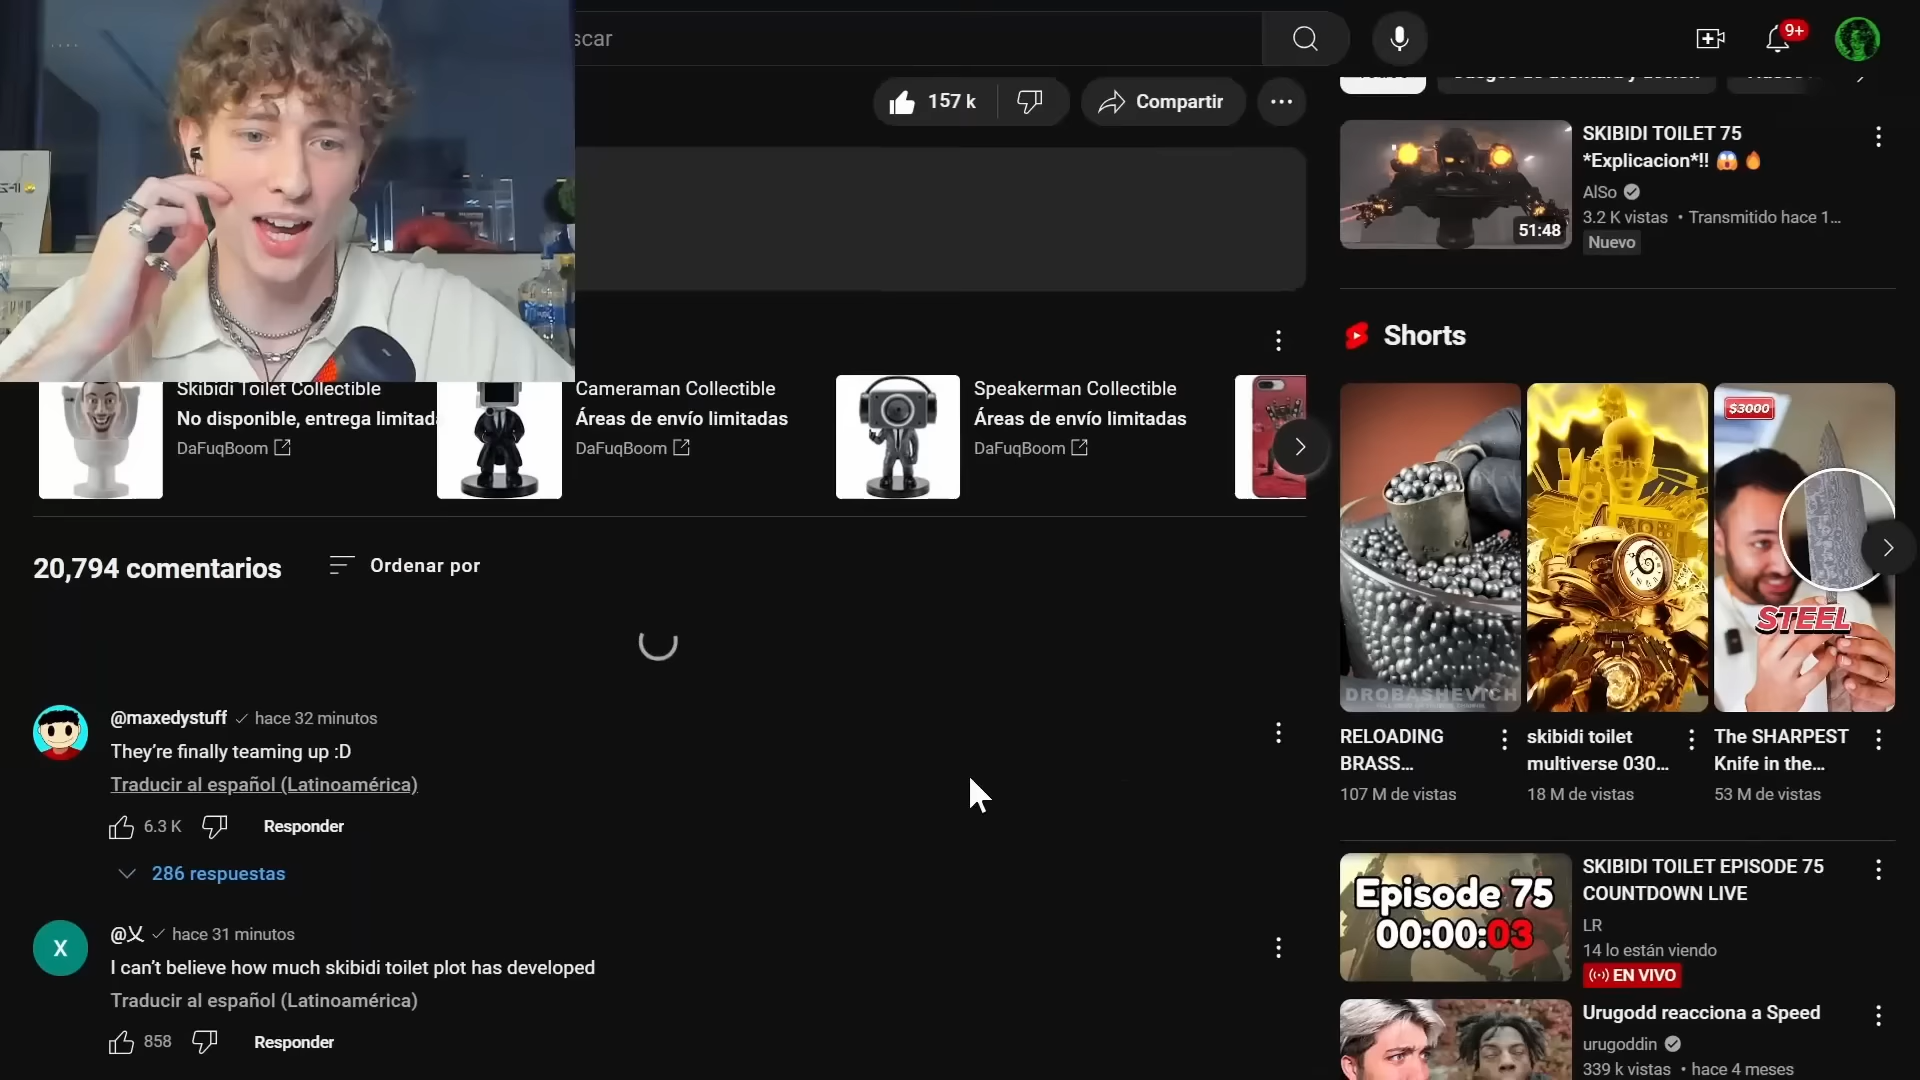 scar
9+
157 k
Compartir
SKIBIDI TOILET 75
*Explicacion*!! 😱🔥
AlSo
3.2 K vistas • Transmitido hace 1...
Nuevo
51:48
Shorts
Skibidi Toilet Collectible
No disponible, entrega limitad
DaFuqBoom
Cameraman Collectible
Áreas de envío limitadas
DaFuqBoom
Speakerman Collectible
Áreas de envío limitadas
DaFuqBoom
$3000
STEEL
DROBASHEVICH
RELOADING
BRASS...
107 M de vistas
skibidi toilet
multiverse 030...
18 M de vistas
The SHARPEST
Knife in the...
53 M de vistas
20,794 comentarios
Ordenar por
@maxedystuff hace 32 minutos
They're finally teaming up :D
Traducir al español (Latinoamérica)
6.3 K
Responder
286 respuestas
X
hace 31 minutos
I can't believe how much skibidi toilet plot has developed
Traducir al español (Latinoamérica)
858
Responder
Episode 75
00:00:03
SKIBIDI TOILET EPISODE 75
COUNTDOWN LIVE
LR
14 lo están viendo
EN VIVO
Urugodd reacciona a Speed
urugoddin
339 k vistas • hace 4 meses